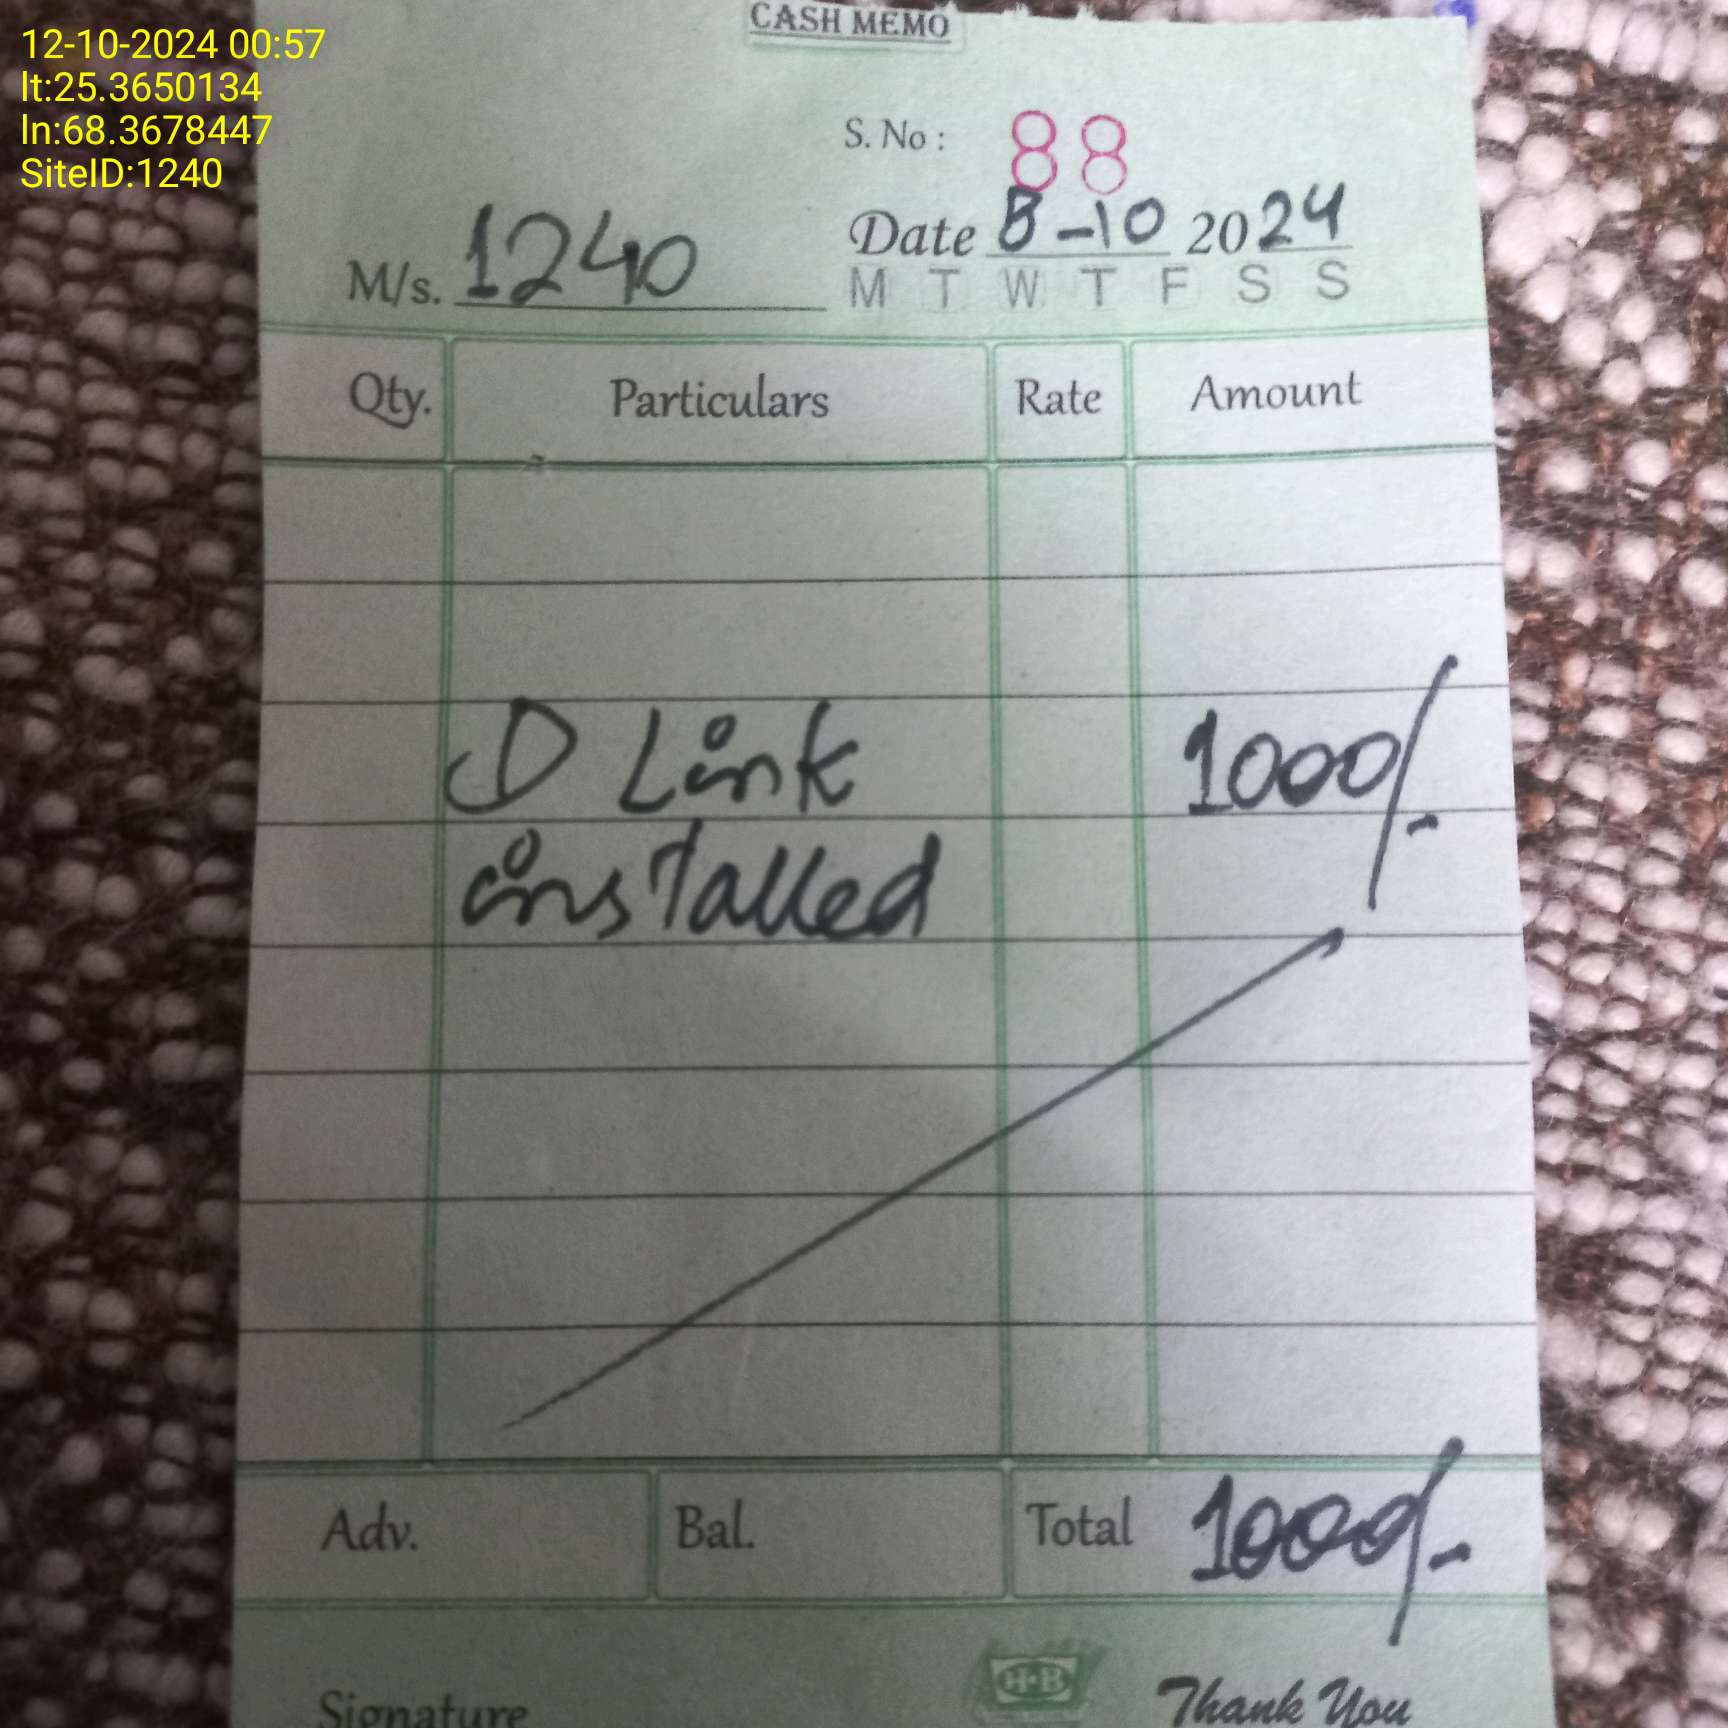 12-10-2024 00:57
lt:25.3650134
ln:68.3678447
SiteID:1240
CASH MEMO
S. No : 88
Date 8-10 2024
M/s. 1240
M T W T F S S
Qty. Particulars Rate Amount
D Link 1000/-
installed
Adv. Bal. Total 1000/-
H·B
Signature Thank You